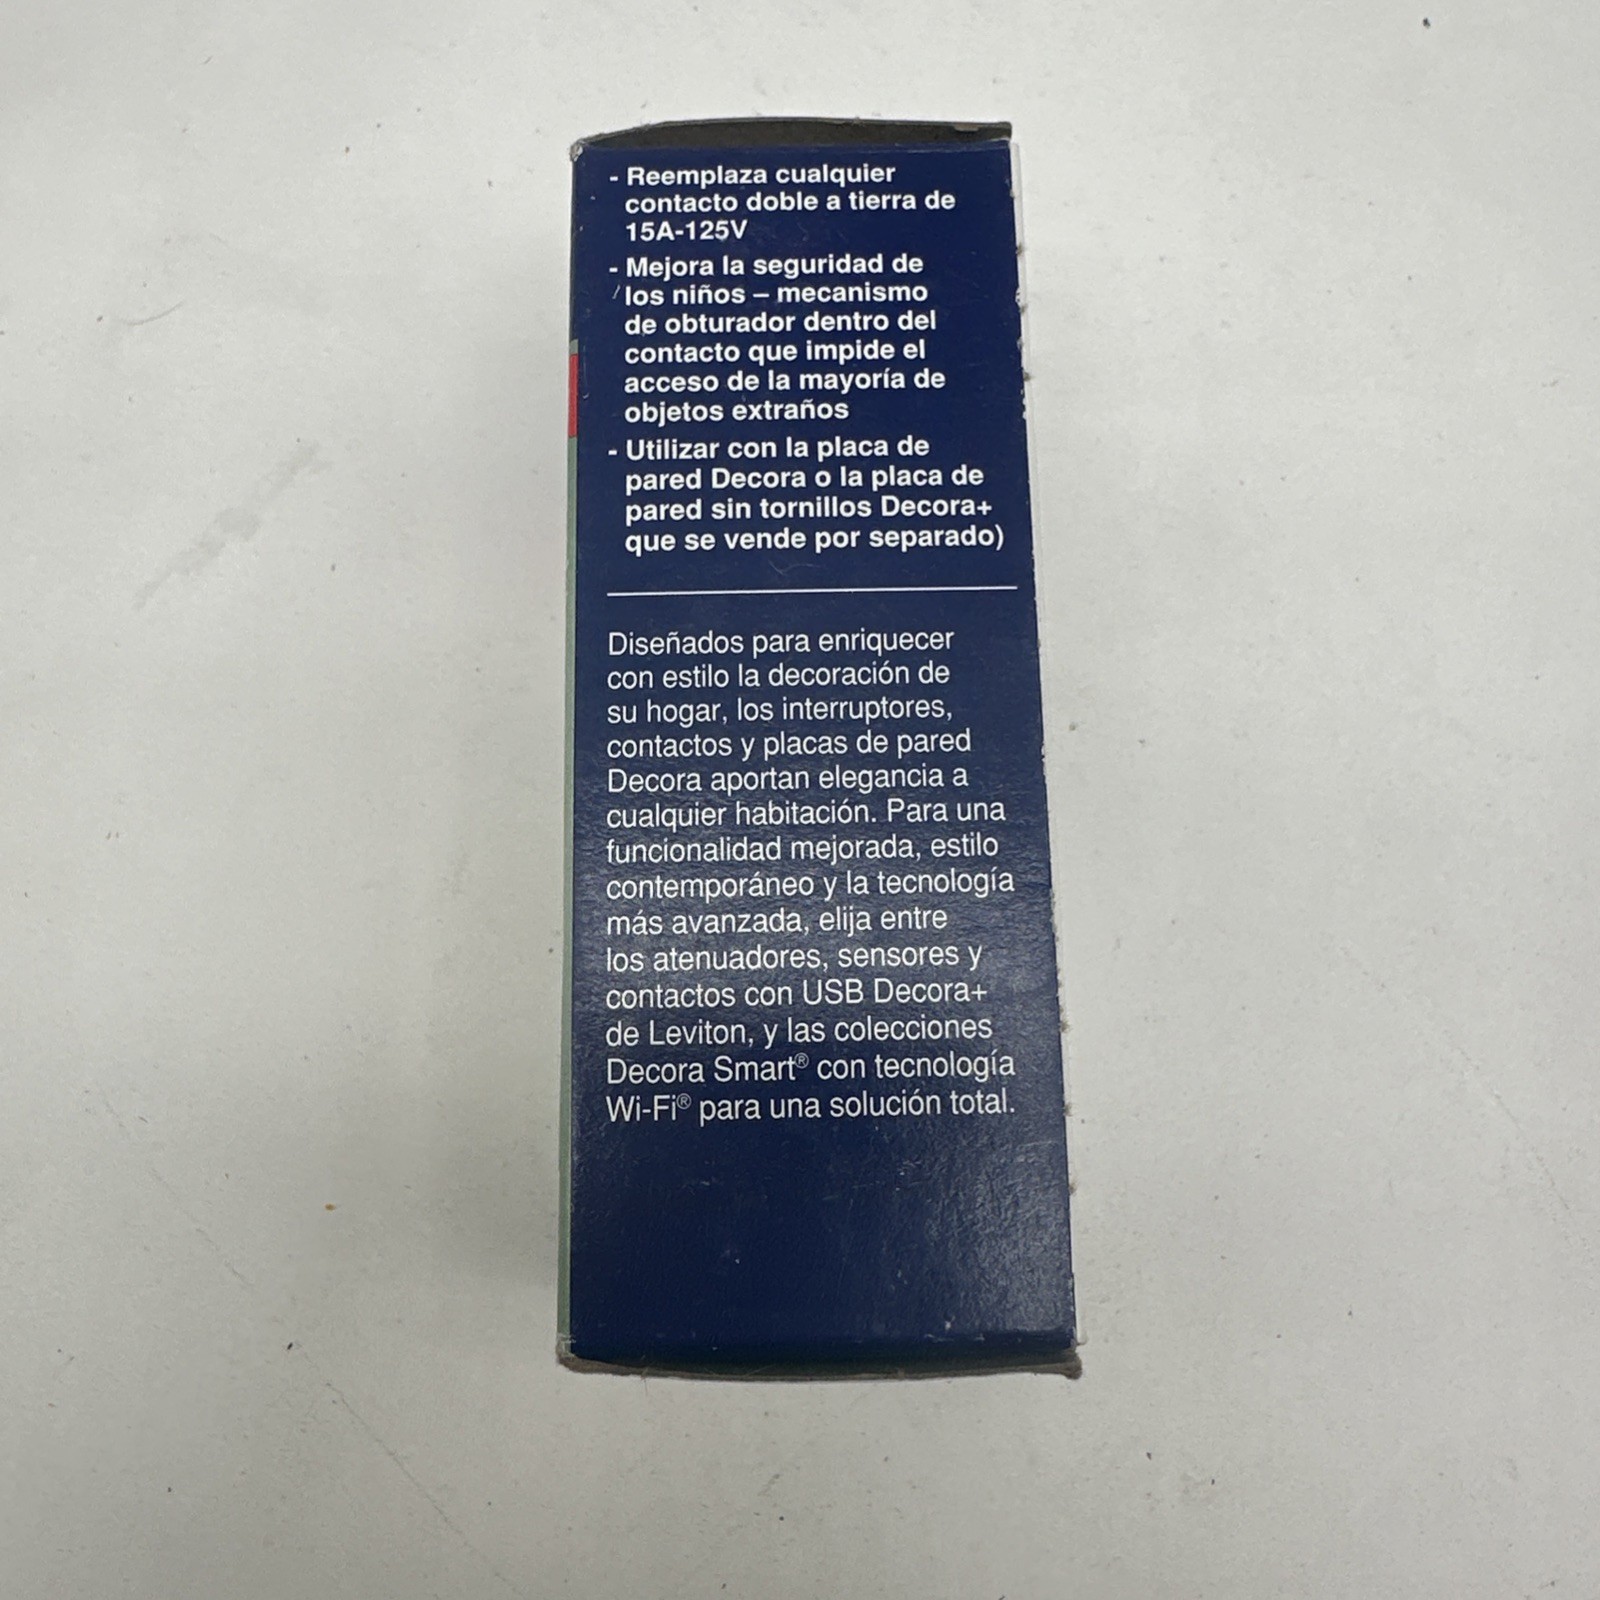 - Reemplaza cualquier
contacto doble a tierra de
15A-125V
- Mejora la seguridad de
los niños – mecanismo
de obturador dentro del
contacto que impide el
acceso de la mayoría de
objetos extraños
- Utilizar con la placa de
pared Decora o la placa de
pared sin tornillos Decora+
que se vende por separado)
Diseñados para enriquecer
con estilo la decoración de
su hogar, los interruptores,
contactos y placas de pared
Decora aportan elegancia a
cualquier habitación. Para una
funcionalidad mejorada, estilo
contemporáneo y la tecnología
más avanzada, elija entre
los atenuadores, sensores y
contactos con USB Decora+
de Leviton, y las colecciones
Decora Smart® con tecnología
Wi-Fi® para una solución total.